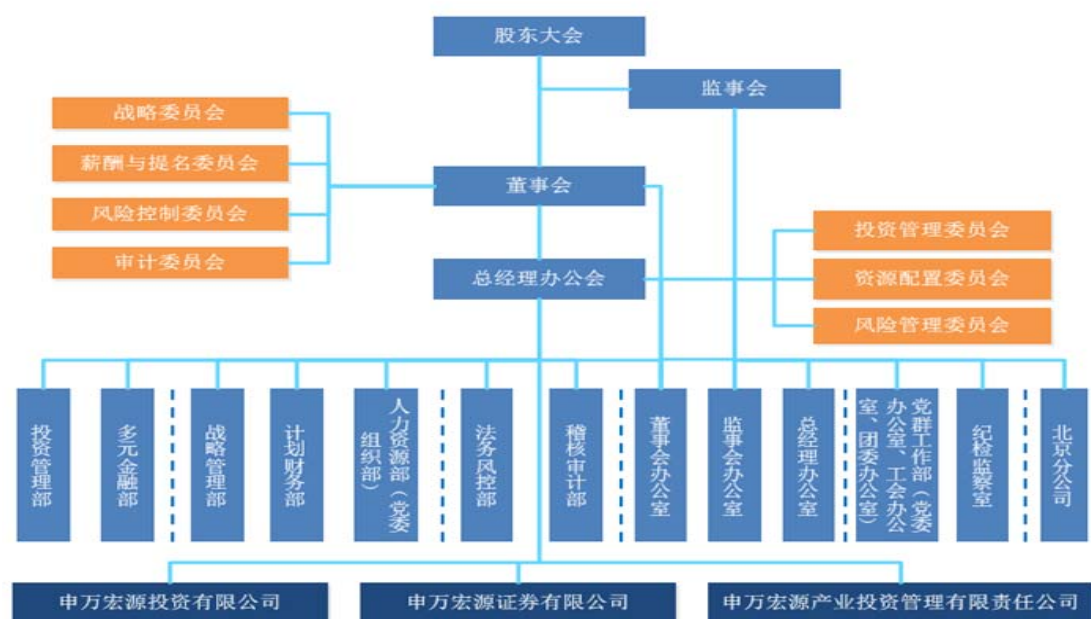 股东大会
监事会
战略委员会
薪酬与提名委员会
董事会
风险控制委员会
投资管理委员会
审计委员会
总经理办公会
资源配置委员会
风险管理委员会
投资管理部
多元金融部
战略管理部
计划财务部
人力资源部（党委
组织部）
法务风控部
稽核审计部
董事会办公室
监事会办公室
总经理办公室
党群工作部（党委
办公室、工会办公
室、团委办公室）
纪检监察室
北京分公司
申万宏源投资有限公司
申万宏源证券有限公司
申万宏源产业投资管理有限责任公司